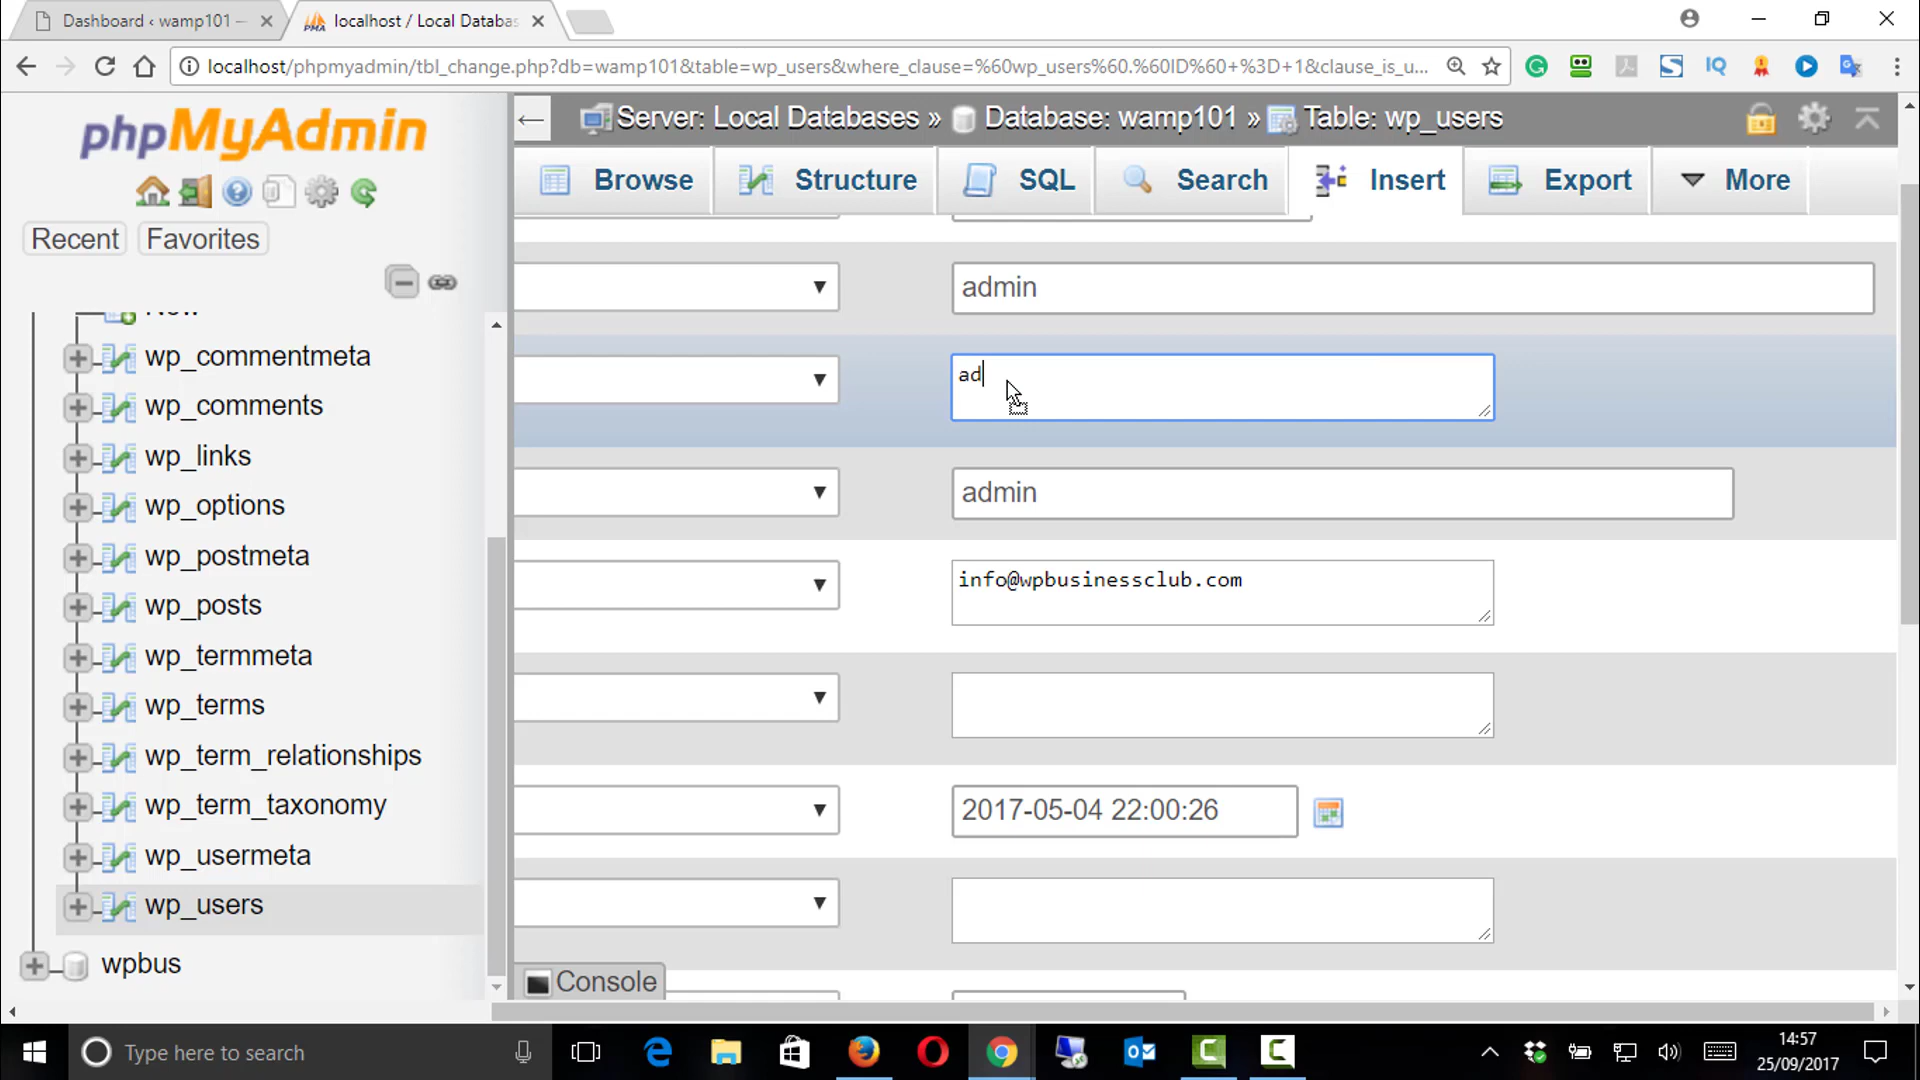 Dashboard ‹ wamp101 —
localhost / Local Databas
localhost/phpmyadmin/tbl_change.php?db=wamp101&table=wp_users&where_clause=%60wp_users%60.%60ID%60+%3D+1&clause_is_u...
phpMyAdmin
Server: Local Databases » Database: wamp101 » Table: wp_users
Browse Structure SQL Search Insert Export More
Recent Favorites
New
wp_commentmeta
wp_comments
wp_links
wp_options
wp_postmeta
wp_posts
wp_termmeta
wp_terms
wp_term_relationships
wp_term_taxonomy
wp_usermeta
wp_users
wpbus
admin
ad
admin
info@wpbusinessclub.com
2017-05-04 22:00:26
Console
Type here to search
14:57
25/09/2017